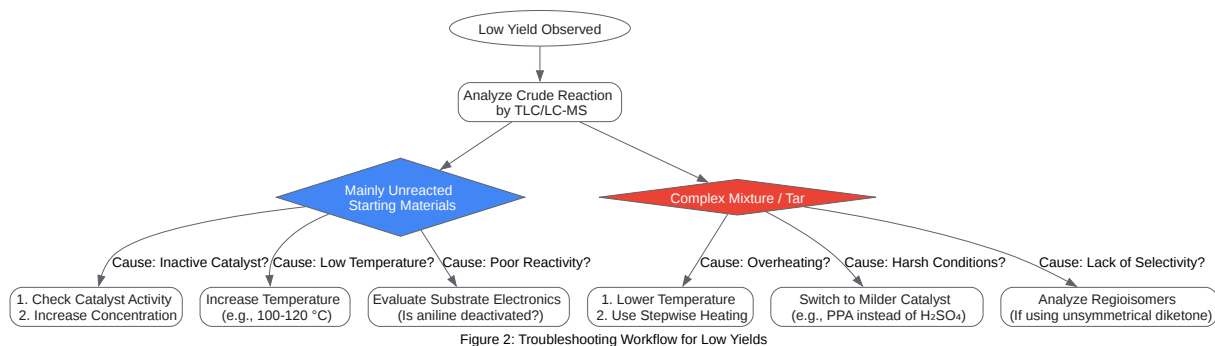 Low Yield Observed
Analyze Crude Reaction
by TLC/LC-MS
Mainly Unreacted
Starting Materials
Complex Mixture / Tar
Cause: Inactive Catalyst?
Cause: Low Temperature?
Cause: Poor Reactivity?
Cause: Overheating?
Cause: Harsh Conditions?
Cause: Lack of Selectivity?
1. Check Catalyst Activity
2. Increase Concentration
Increase Temperature
(e.g., 100-120 °C)
Evaluate Substrate Electronics
(Is aniline deactivated?)
1. Lower Temperature
2. Use Stepwise Heating
Switch to Milder Catalyst
(e.g., PPA instead of H₂SO₄)
Analyze Regioisomers
(If using unsymmetrical diketone)
Figure 2: Troubleshooting Workflow for Low Yields